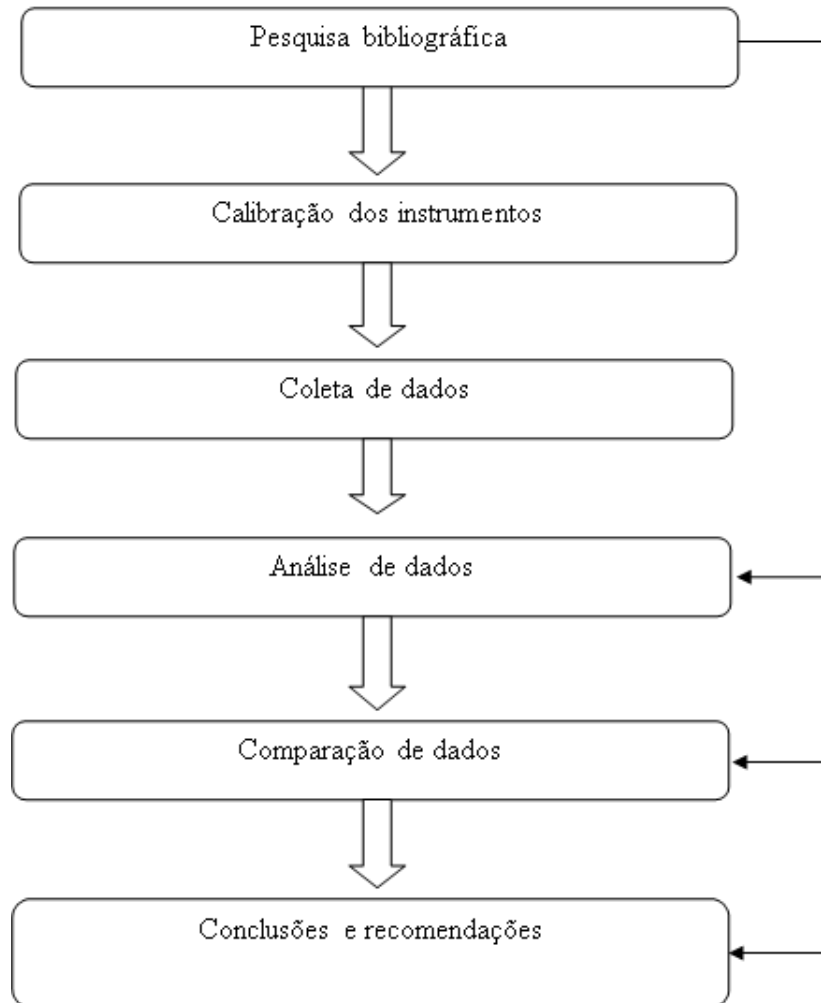 Pesquisa bibliográfica
Calibração dos instrumentos
Coleta de dados
Análise de dados
Comparação de dados
Conclusões e recomendações